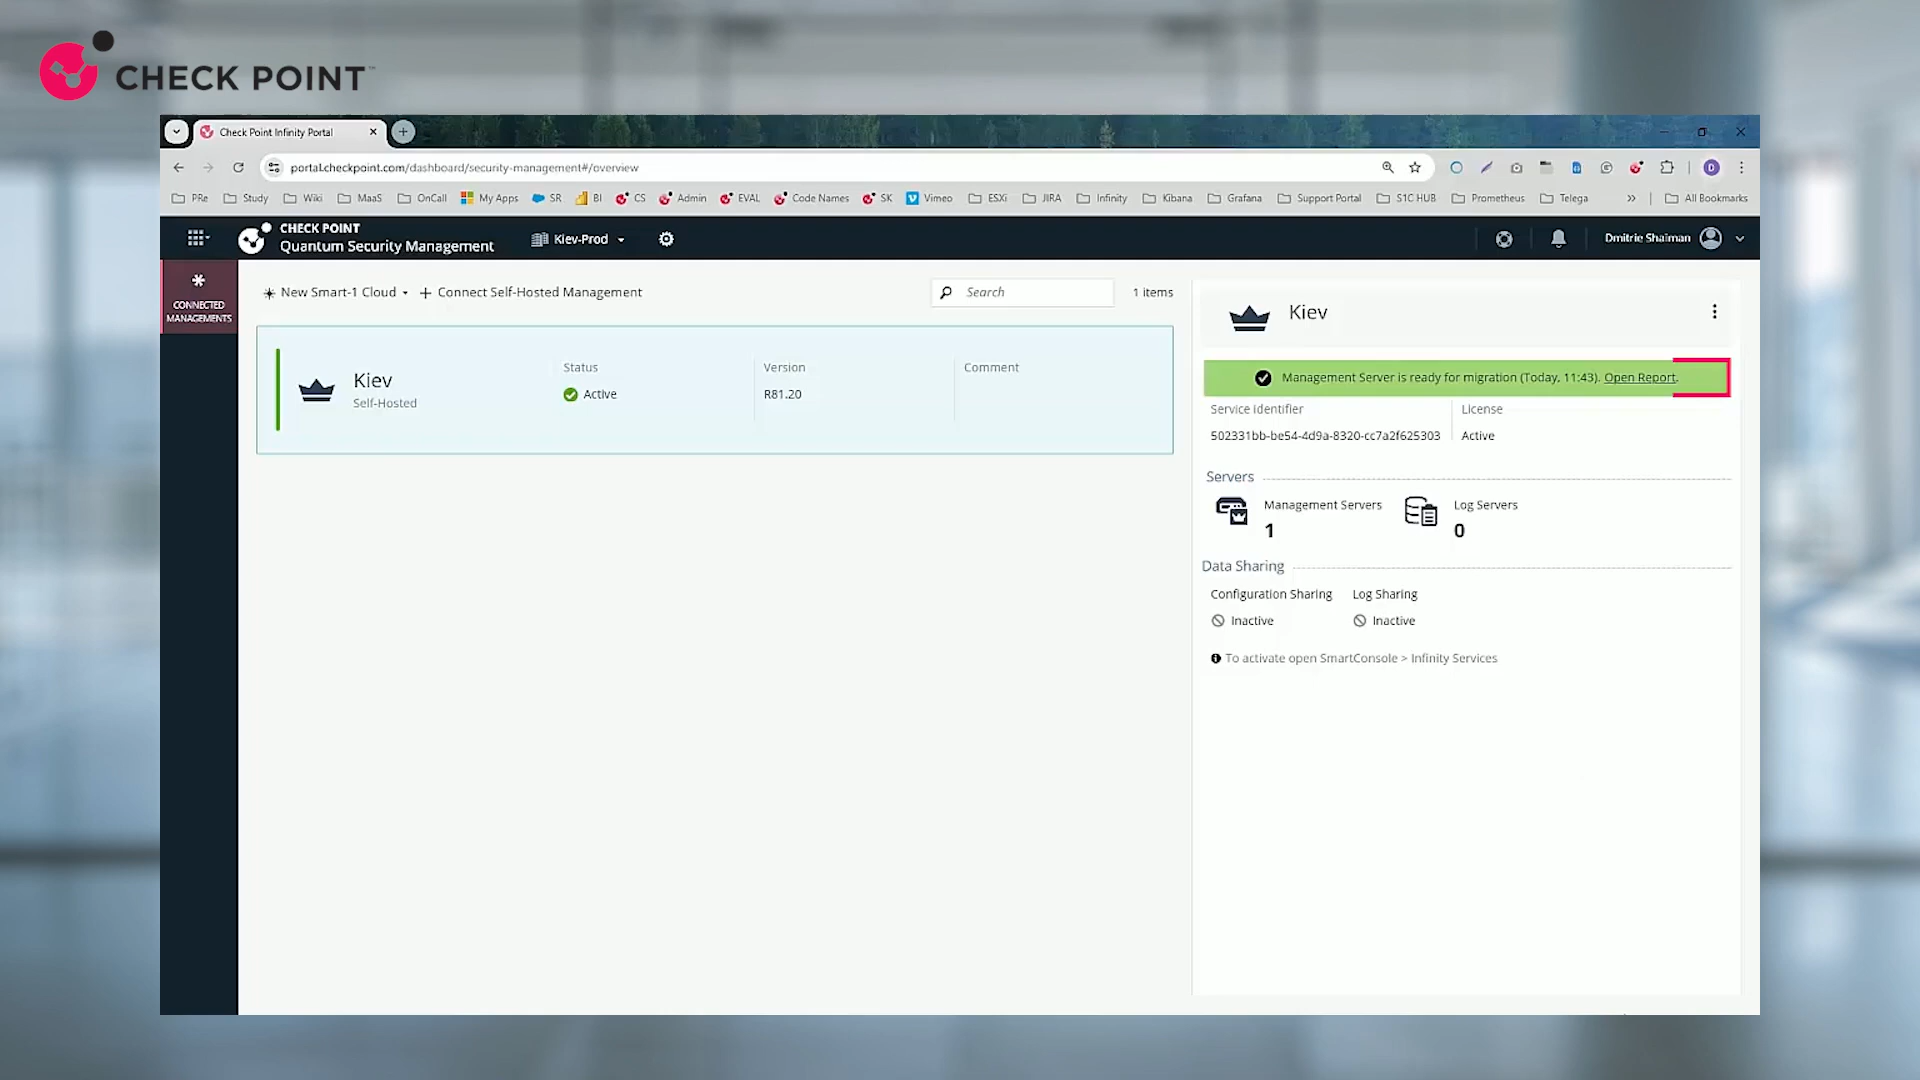 CHECK POINT™
Check Point Infinity Portal
portal.checkpoint.com/dashboard/security-management#/overview
PRe Study Wiki MaaS OnCall My Apps SR BI CS Admin EVAL Code Names SK Vimeo ESXi JIRA Infinity Kibana Grafana Support Portal S1C HUB Prometheus Telega » All Bookmarks
CHECK POINT
Quantum Security Management
Kiev-Prod
Dmitrie Shaiman
CONNECTED
MANAGEMENTS
New Smart-1 Cloud
+ Connect Self-Hosted Management
Search
1 items
Kiev
Self-Hosted
Status
Active
Version
R81.20
Comment
Kiev
Management Server is ready for migration (Today, 11:43). Open Report.
Service Identifier
502331bb-be54-4d9a-8320-cc7a2f625303
License
Active
Servers
Management Servers
1
Log Servers
0
Data Sharing
Configuration Sharing
Inactive
Log Sharing
Inactive
To activate open SmartConsole > Infinity Services